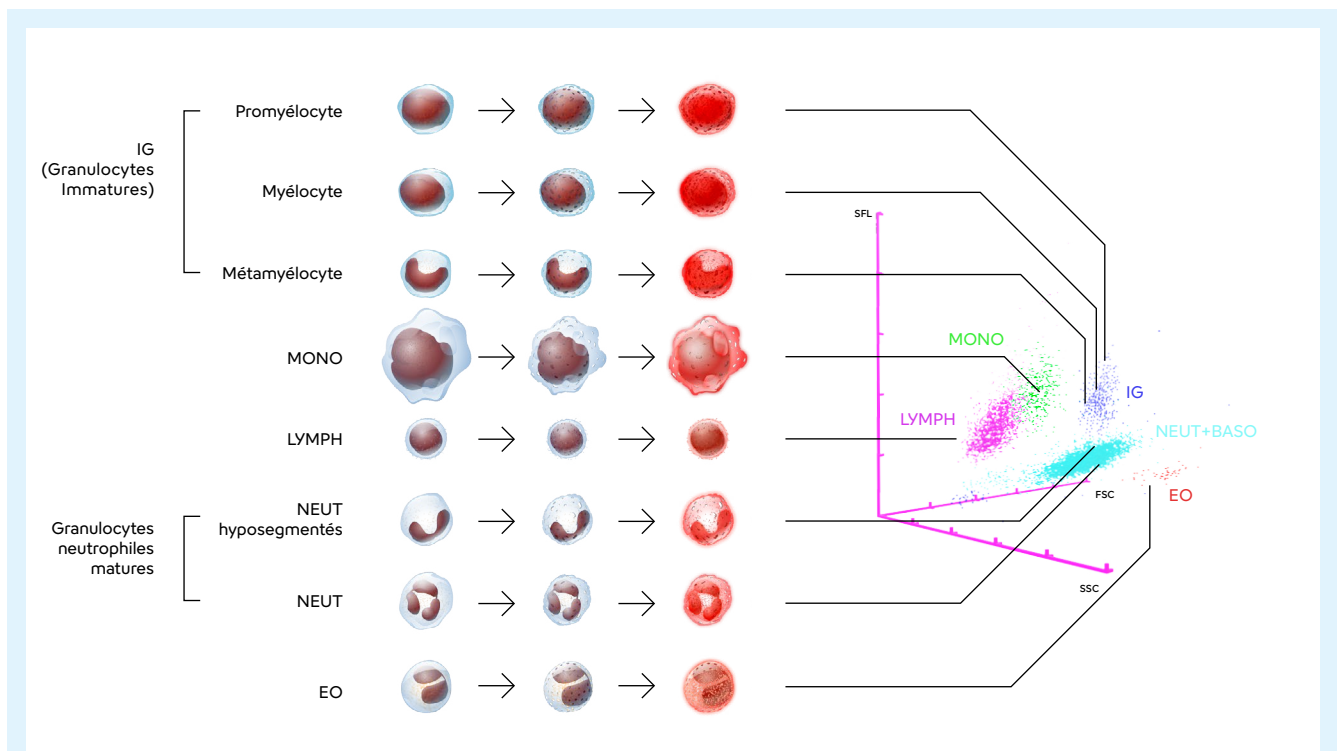 IG
(Granulocytes
Immatures)
Promyélocyte
Myélocyte
Métamyélocyte
MONO
LYMPH
Granulocytes
neutrophiles
matures
NEUT
hyposegmentés
NEUT
EO
SFL
MONO
LYMPH
IG
NEUT+BASO
EO
FSC
SSC